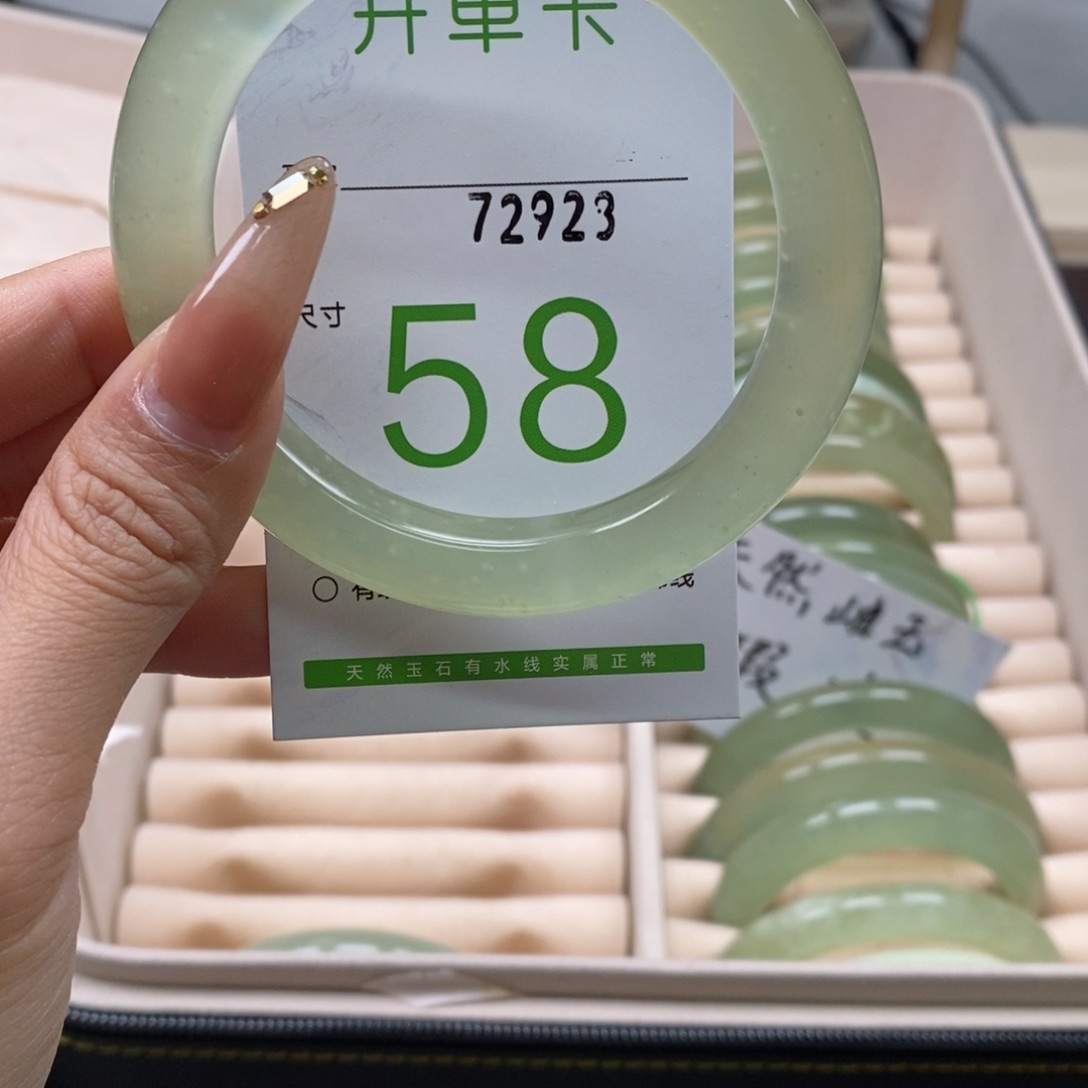 开单卡
72923
尺寸
58
天然玉石有水线实属正常
天然岫玉